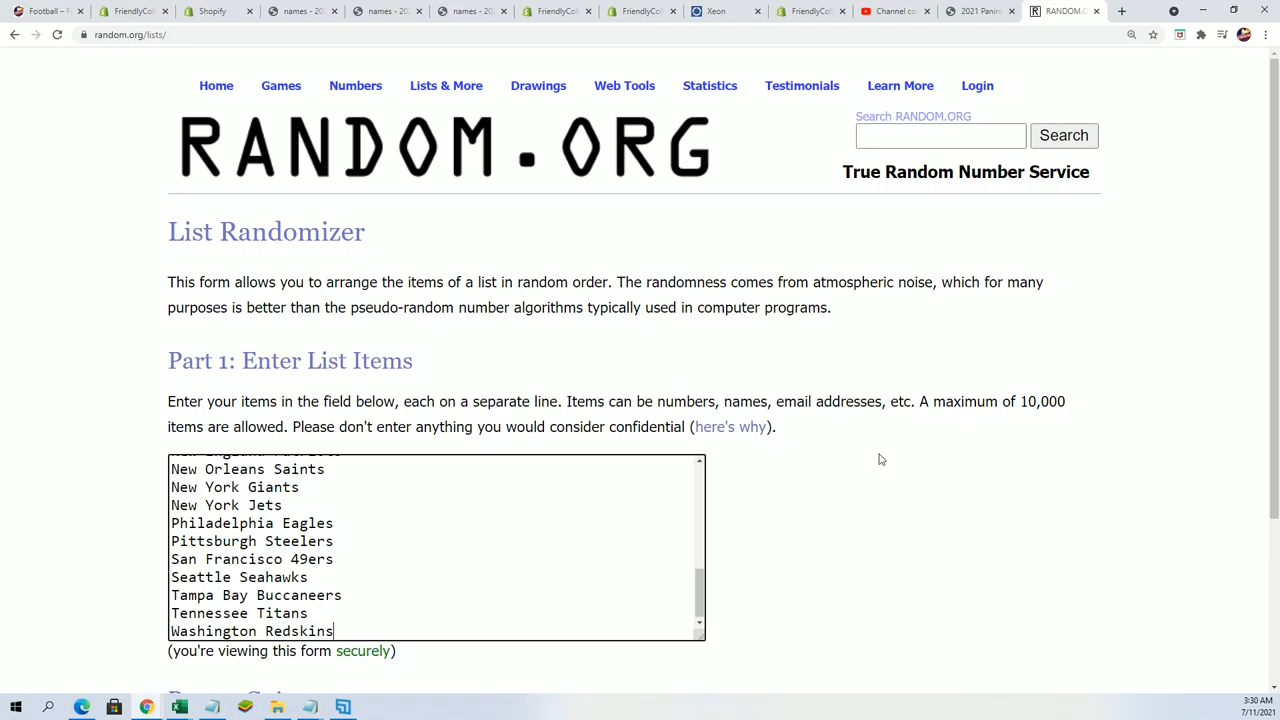 Football – F
FriendlyCol
Shopify
names - 202
names - 202
names - 202
FriendlyCol
FriendlyCol
Xeon
FriendlyCol
Channel co
2021 Panini
RANDOM.O
random.org/lists/
Home Games Numbers Lists & More Drawings Web Tools Statistics Testimonials Learn More Login
Search RANDOM.ORG
RANDOM.ORG
Search
True Random Number Service
List Randomizer
This form allows you to arrange the items of a list in random order. The randomness comes from atmospheric noise, which for many
purposes is better than the pseudo-random number algorithms typically used in computer programs.
Part 1: Enter List Items
Enter your items in the field below, each on a separate line. Items can be numbers, names, email addresses, etc. A maximum of 10,000
items are allowed. Please don't enter anything you would consider confidential (here's why).
New Orleans Saints
New York Giants
New York Jets
Philadelphia Eagles
Pittsburgh Steelers
San Francisco 49ers
Seattle Seahawks
Tampa Bay Buccaneers
Tennessee Titans
Washington Redskins
(you're viewing this form securely)
3:30 AM
7/11/2021